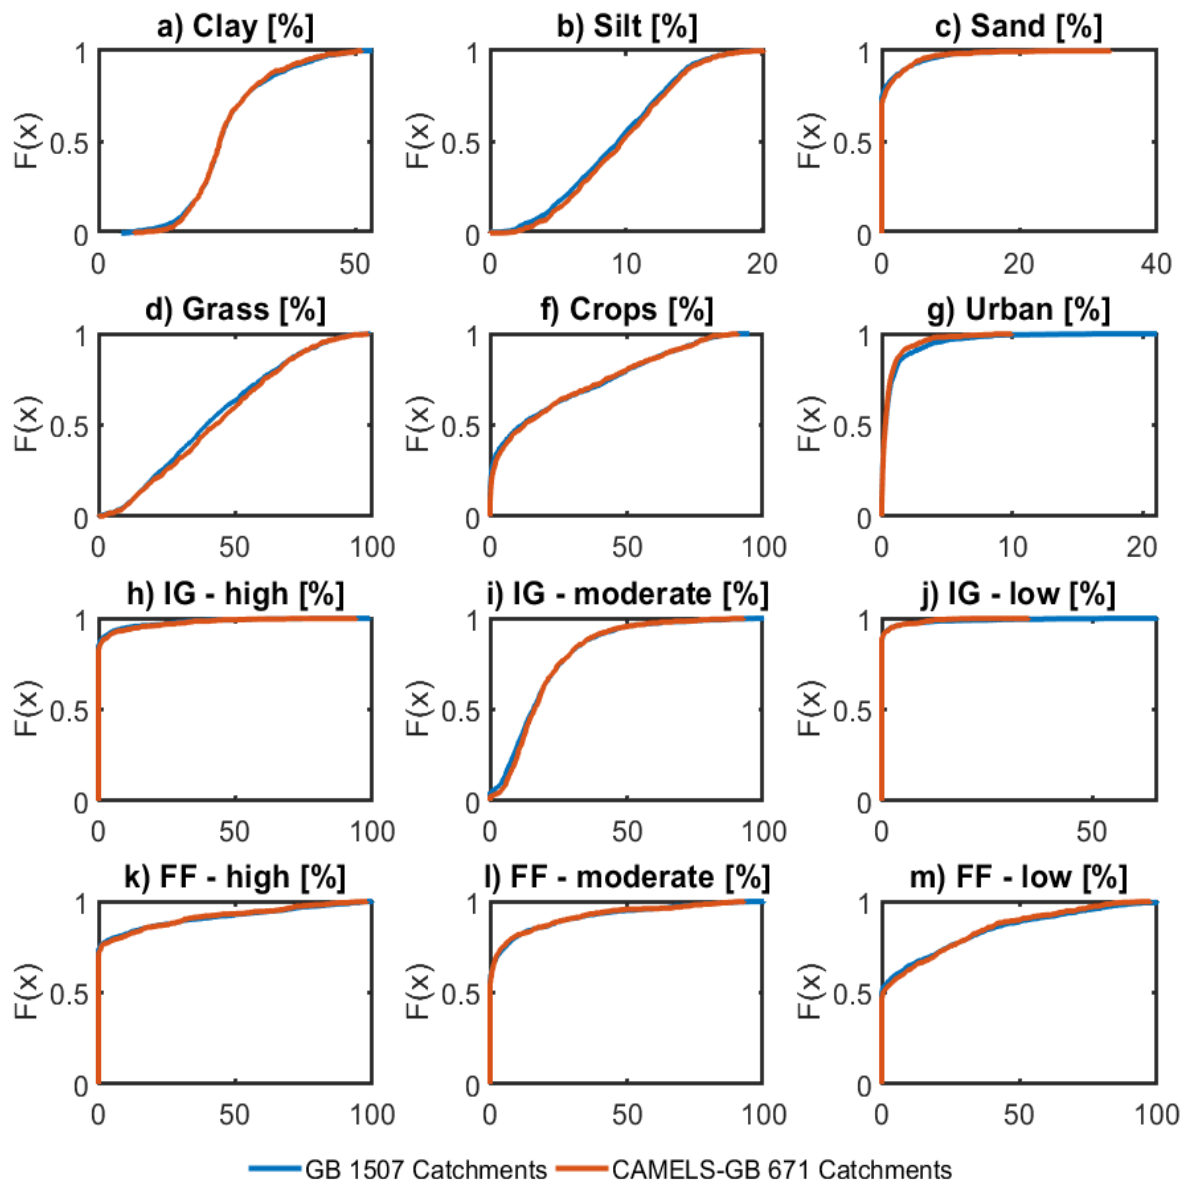 a) Clay [%] b) Silt [%] c) Sand [%]
1 1 1
F(x) 0.5 F(x) 0.5 F(x) 0.5
0 0 0
0 50 0 10 20 0 20 40
d) Grass [%] f) Crops [%] g) Urban [%]
1 1 1
F(x) 0.5 F(x) 0.5 F(x) 0.5
0 0 0
0 50 100 0 50 100 0 10 20
h) IG - high [%] i) IG - moderate [%] j) IG - low [%]
1 1 1
F(x) 0.5 F(x) 0.5 F(x) 0.5
0 0 0
0 50 100 0 50 100 0 50
k) FF - high [%] l) FF - moderate [%] m) FF - low [%]
1 1 1
F(x) 0.5 F(x) 0.5 F(x) 0.5
0 0 0
0 50 100 0 50 100 0 50 100
GB 1507 Catchments CAMELS-GB 671 Catchments